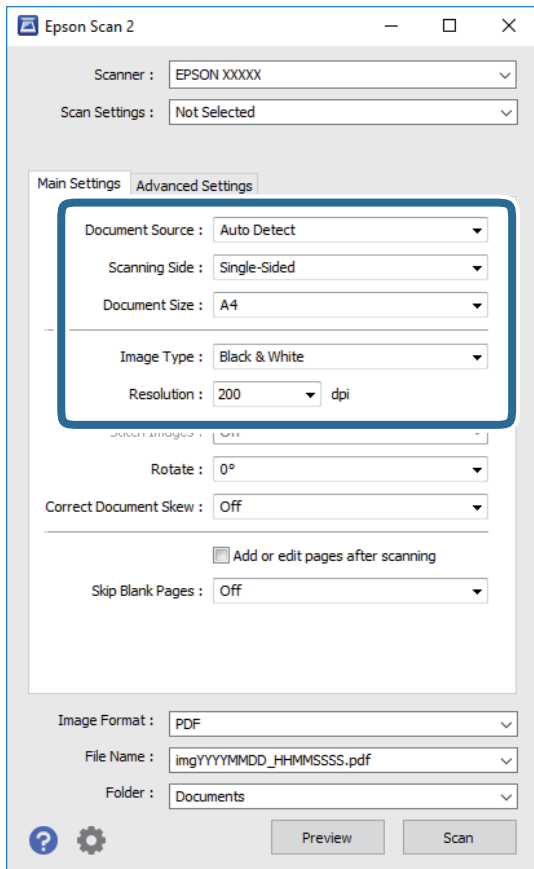 Epson Scan 2
Scanner : EPSON XXXXX
Scan Settings : Not Selected
Main Settings Advanced Settings
Document Source : Auto Detect
Scanning Side : Single-Sided
Document Size : A4
Image Type : Black & White
Resolution : 200 dpi
Rotate : 0°
Correct Document Skew : Off
Add or edit pages after scanning
Skip Blank Pages : Off
Image Format : PDF
File Name : imgYYYYMMDD_HHMMSSSS.pdf
Folder : Documents
? Preview Scan